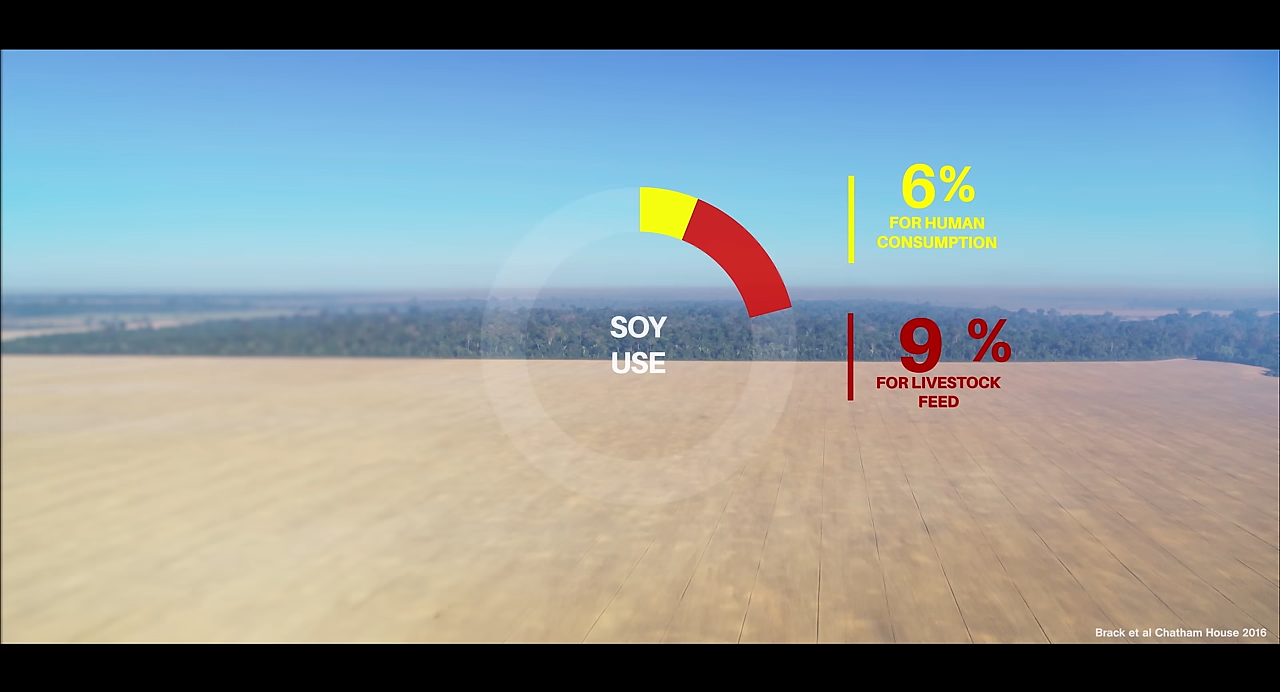 6%
FOR HUMAN
CONSUMPTION
SOY
USE
9 %
FOR LIVESTOCK
FEED
Brack et al Chatham House 2016